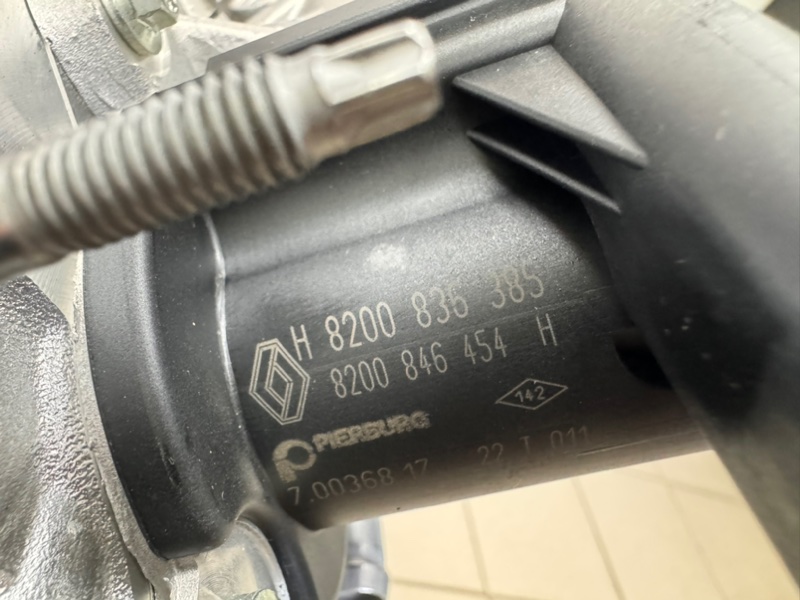 H 8200 836 385
8200 846 454 H
142
PIERBURG
7.00368 17 22 T 011